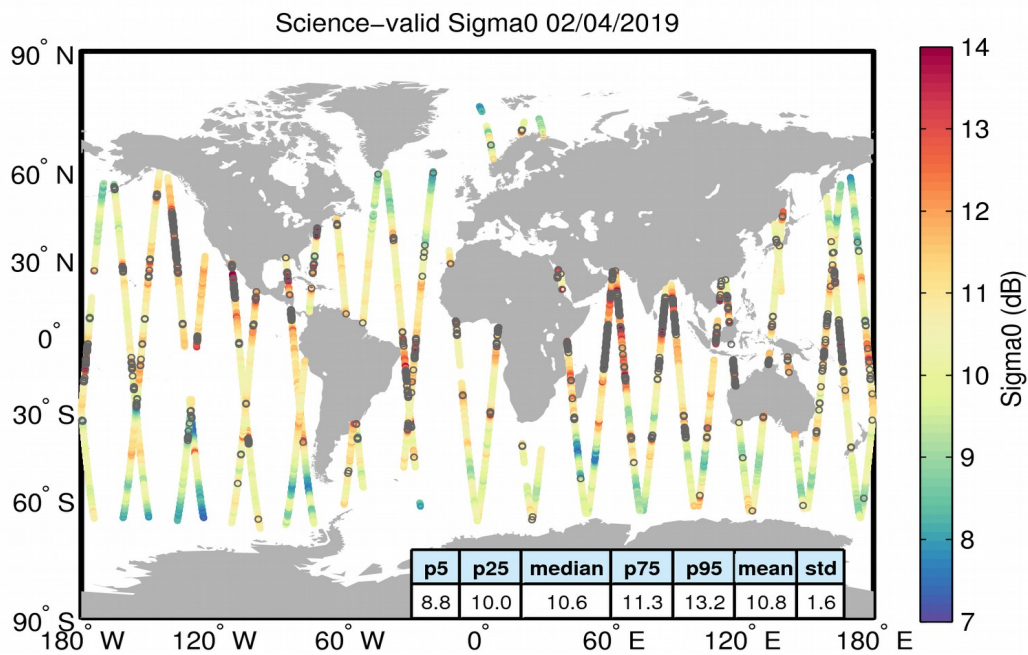 Science−valid Sigma0 02/04/2019
90° N
60° N
30° N
0°
30° S
60° S
90° S
180° W
120° W
60° W
0°
60° E
120° E
180° E
14
13
12
11
10
9
8
7
Sigma0 (dB)
p5 p25 median p75 p95 mean std
8.8 10.0 10.6 11.3 13.2 10.8 1.6